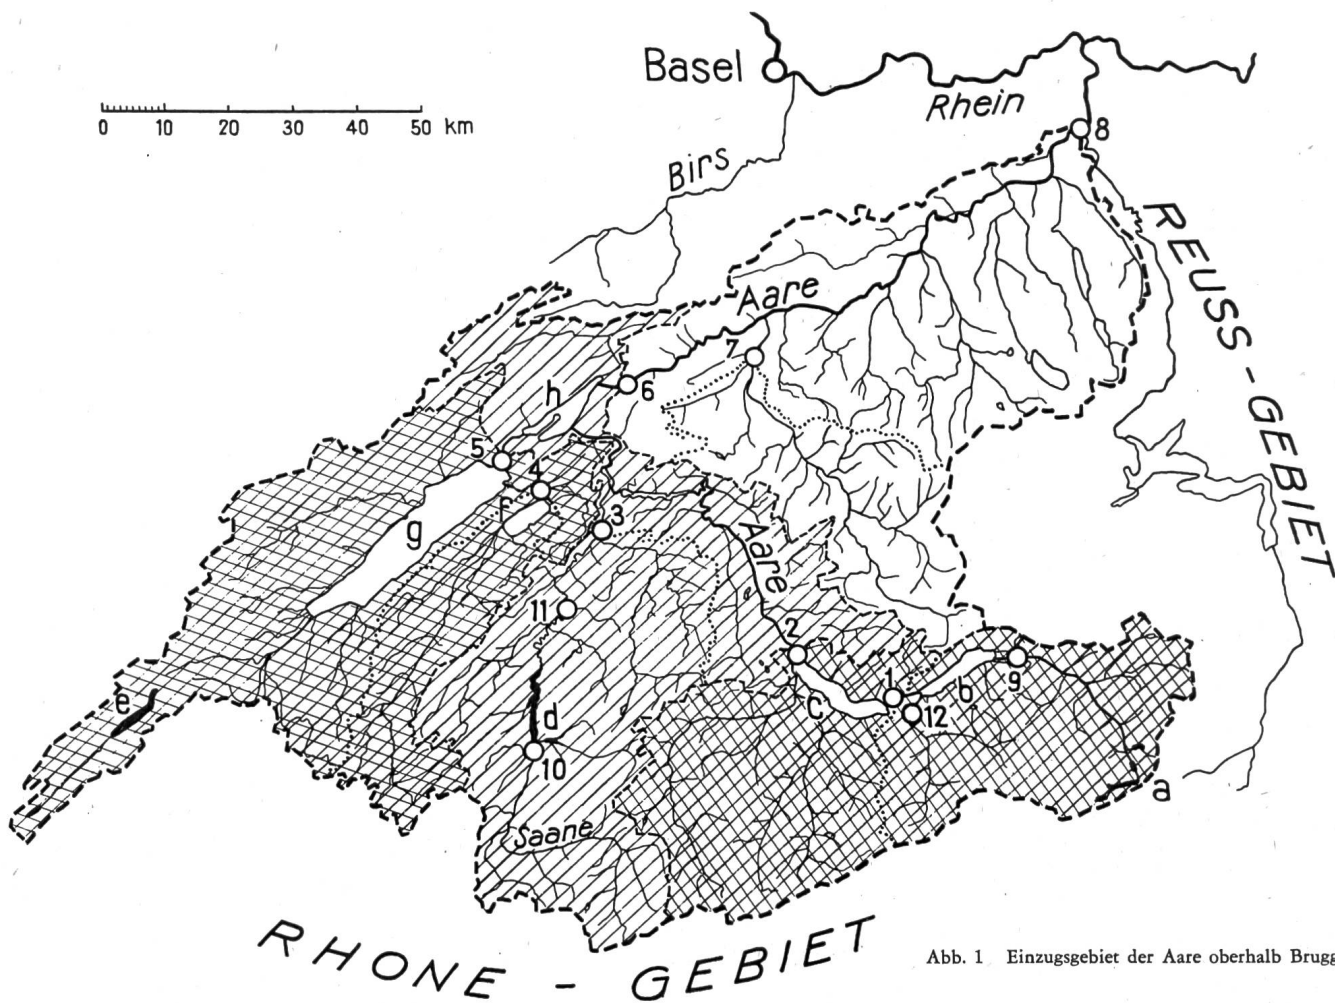 Basel
Rhein
0 10 20 30 40 50 km
8
Birs
REUSS-GEBIET
Aare
7
h
6
5
4
f
g
3
Aare
11
2
1
b
9
c
12
e
d
10
a
Saane
RHONE - GEBIET
Abb. 1 Einzugsgebiet der Aare oberhalb Brugg